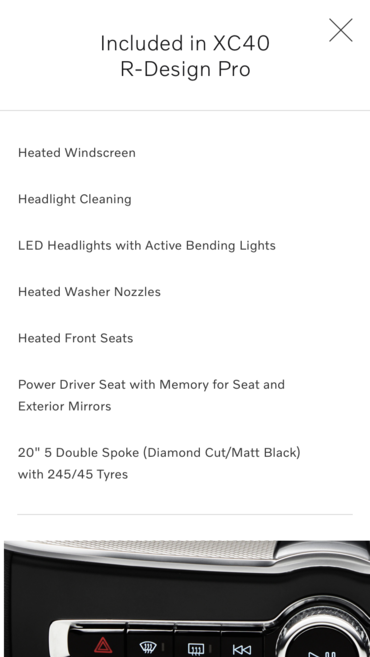 Included in XC40
R-Design Pro
Heated Windscreen
Headlight Cleaning
LED Headlights with Active Bending Lights
Heated Washer Nozzles
Heated Front Seats
Power Driver Seat with Memory for Seat and
Exterior Mirrors
20" 5 Double Spoke (Diamond Cut/Matt Black)
with 245/45 Tyres